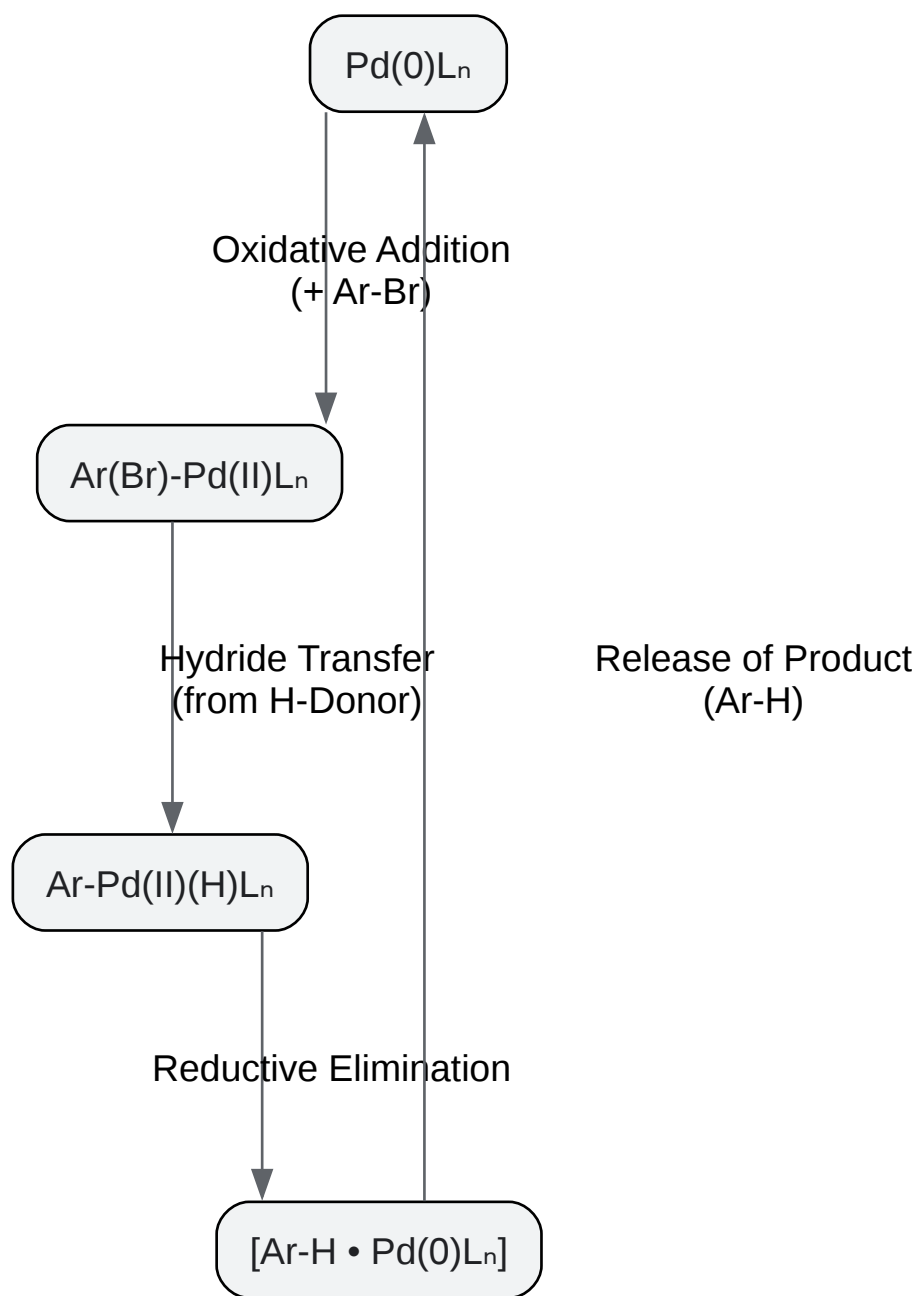 Pd(0)Lₙ
Oxidative Addition
(+ Ar-Br)
Ar(Br)-Pd(II)Lₙ
Hydride Transfer
(from H-Donor)
Release of Product
(Ar-H)
Ar-Pd(II)(H)Lₙ
Reductive Elimination
[Ar-H • Pd(0)Lₙ]